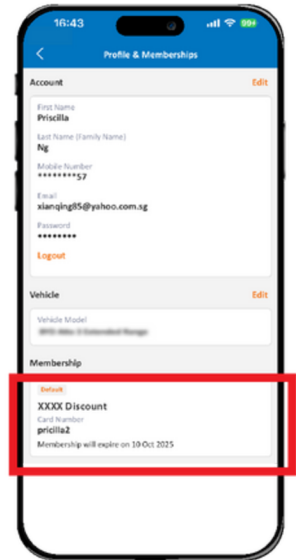 16:43
99+
Profile & Memberships
Account Edit
First Name
Priscilla
Last Name (Family Name)
Ng
Mobile Number
********57
Email
xianqing85@yahoo.com.sg
Password
********
Logout
Vehicle Edit
Vehicle Model
Membership
Default
XXXX Discount
Card Number
pricilla2
Membership will expire on 10 Oct 2025